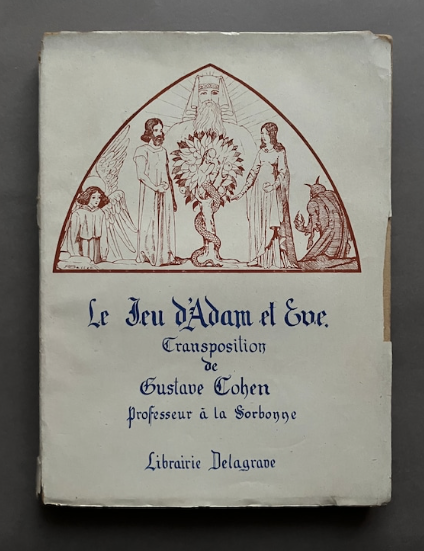 Le Jeu d'Adam et Eve.
Transposition
de
Gustave Cohen
Professeur à la Sorbonne
Librairie Delagrave